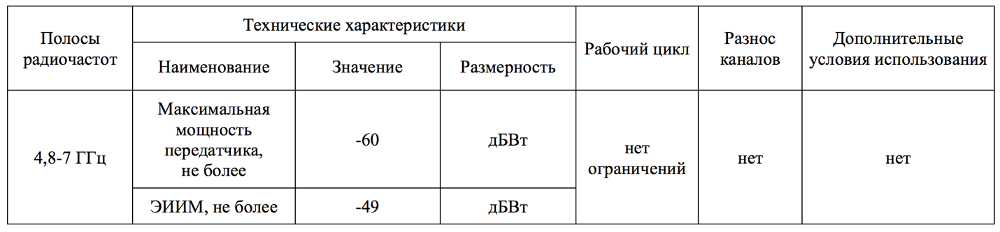 Полосы
радиочастот
Технические характеристики
Наименование
Значение
Размерность
Рабочий цикл
Разнос
каналов
Дополнительные
условия использования
4,8-7 ГГц
Максимальная
мощность
передатчика,
не более
-60
дБВт
ЭИИМ, не более
-49
дБВт
нет
ограничений
нет
нет